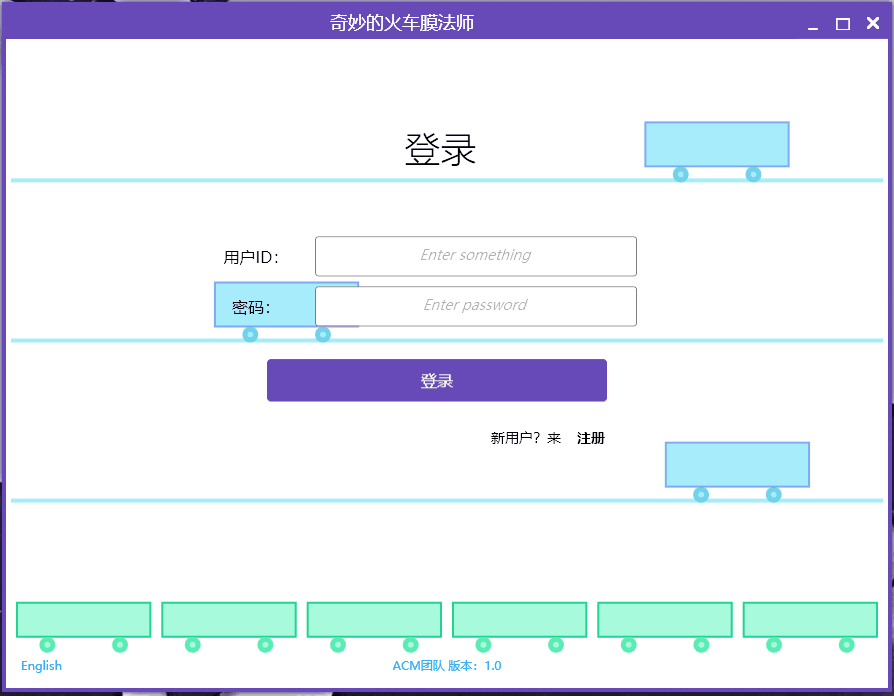 奇妙的火车膜法师
登录
用户ID： Enter something
密码： Enter password
登录
新用户？来 注册
English ACM团队 版本：1.0